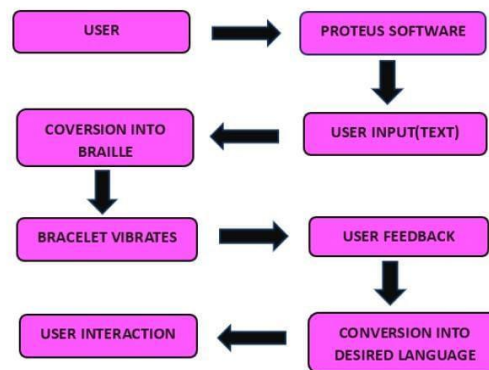 USER
PROTEUS SOFTWARE
USER INPUT(TEXT)
COVERSION INTO
BRAILLE
BRACELET VIBRATES
USER FEEDBACK
CONVERSION INTO
DESIRED LANGUAGE
USER INTERACTION